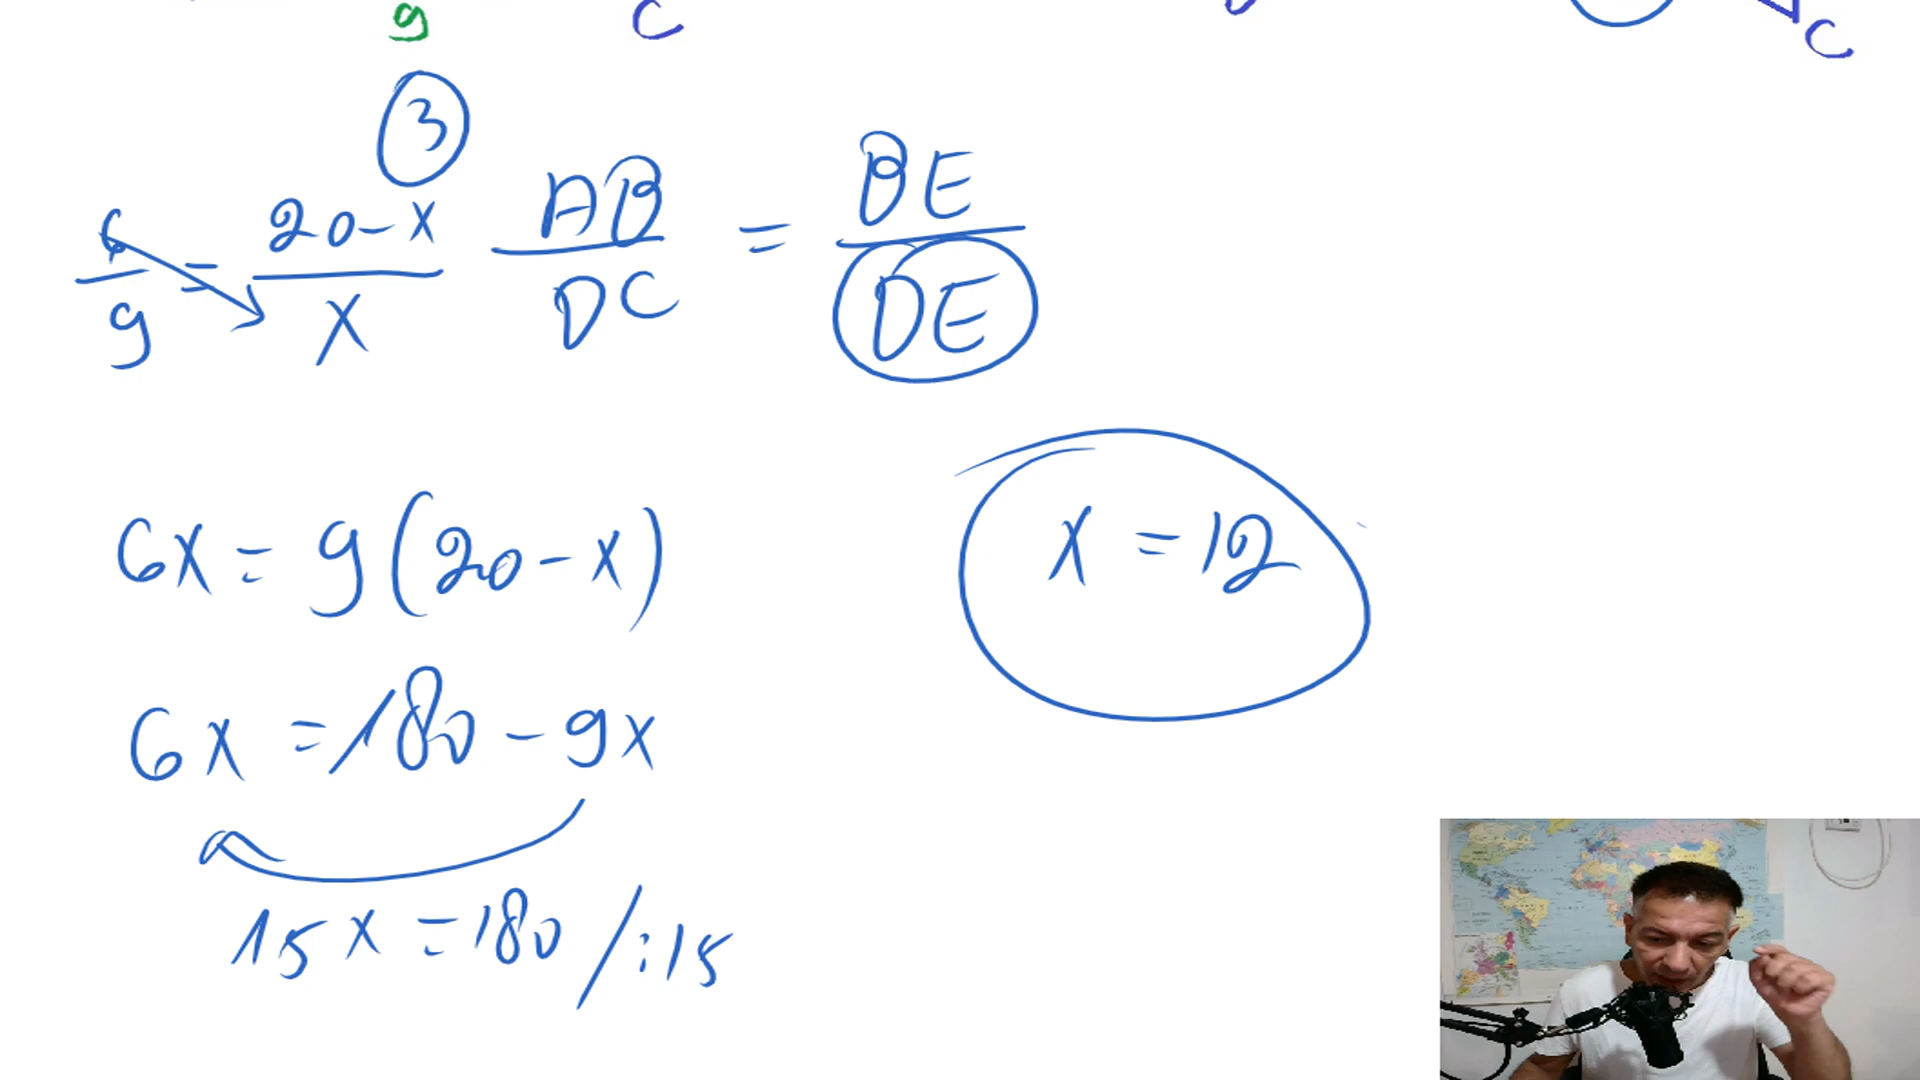 9 C C
3
6/9 = 20-x/x AB/DC = BE/DE
6x = 9(20-x)
x = 12
6x = 180 - 9x
15x = 180 /:15